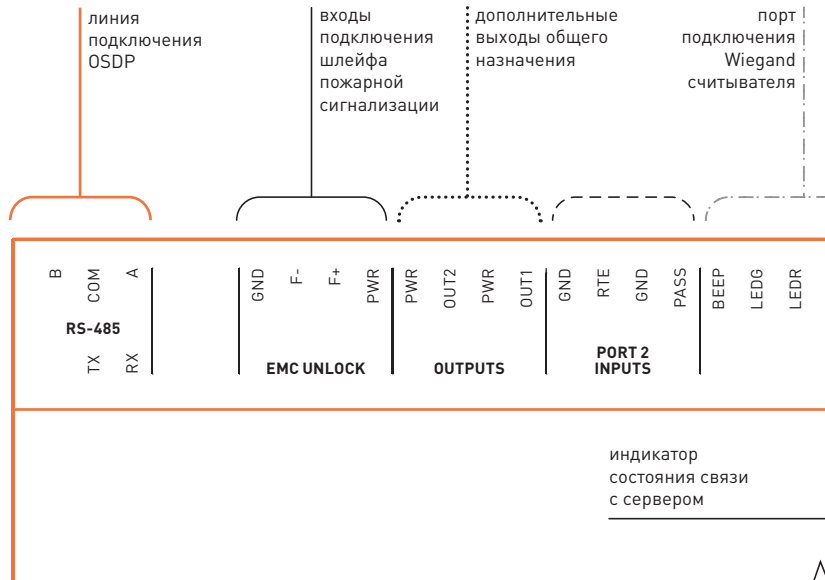 линия
подключения
OSDP
входы
подключения
шлейфа
пожарной
сигнализации
дополнительные
выходы общего
назначения
порт
подключения
Wiegand
считывателя
B
COM
A
RS-485
TX
RX
GND
F-
F+
PWR
EMC UNLOCK
PWR
OUT2
PWR
OUT1
OUTPUTS
GND
RTE
GND
PASS
PORT 2
INPUTS
BEEP
LEDG
LEDR
индикатор
состояния связи
с сервером